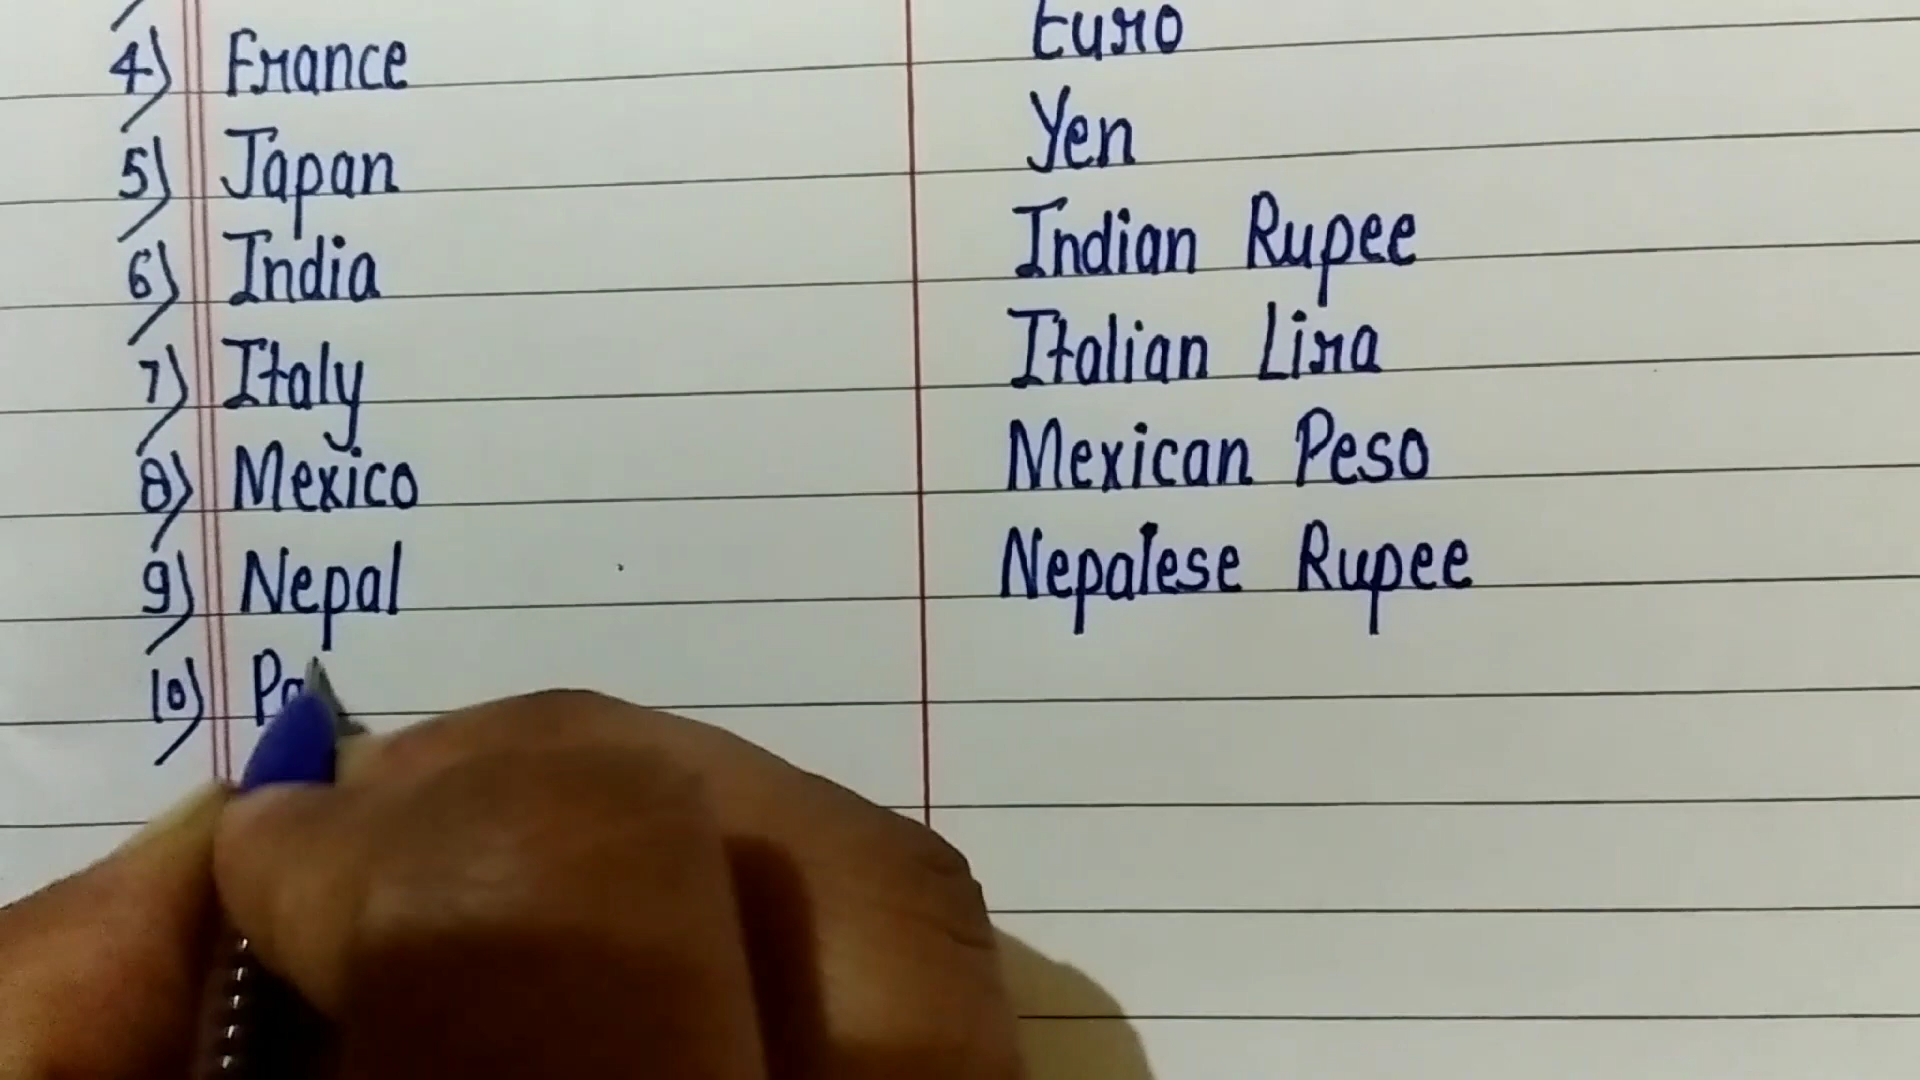 4) France Euro
5) Japan Yen
6) India Indian Rupee
7) Italy Italian Lira
8) Mexico Mexican Peso
9) Nepal Nepalese Rupee
10) Pa